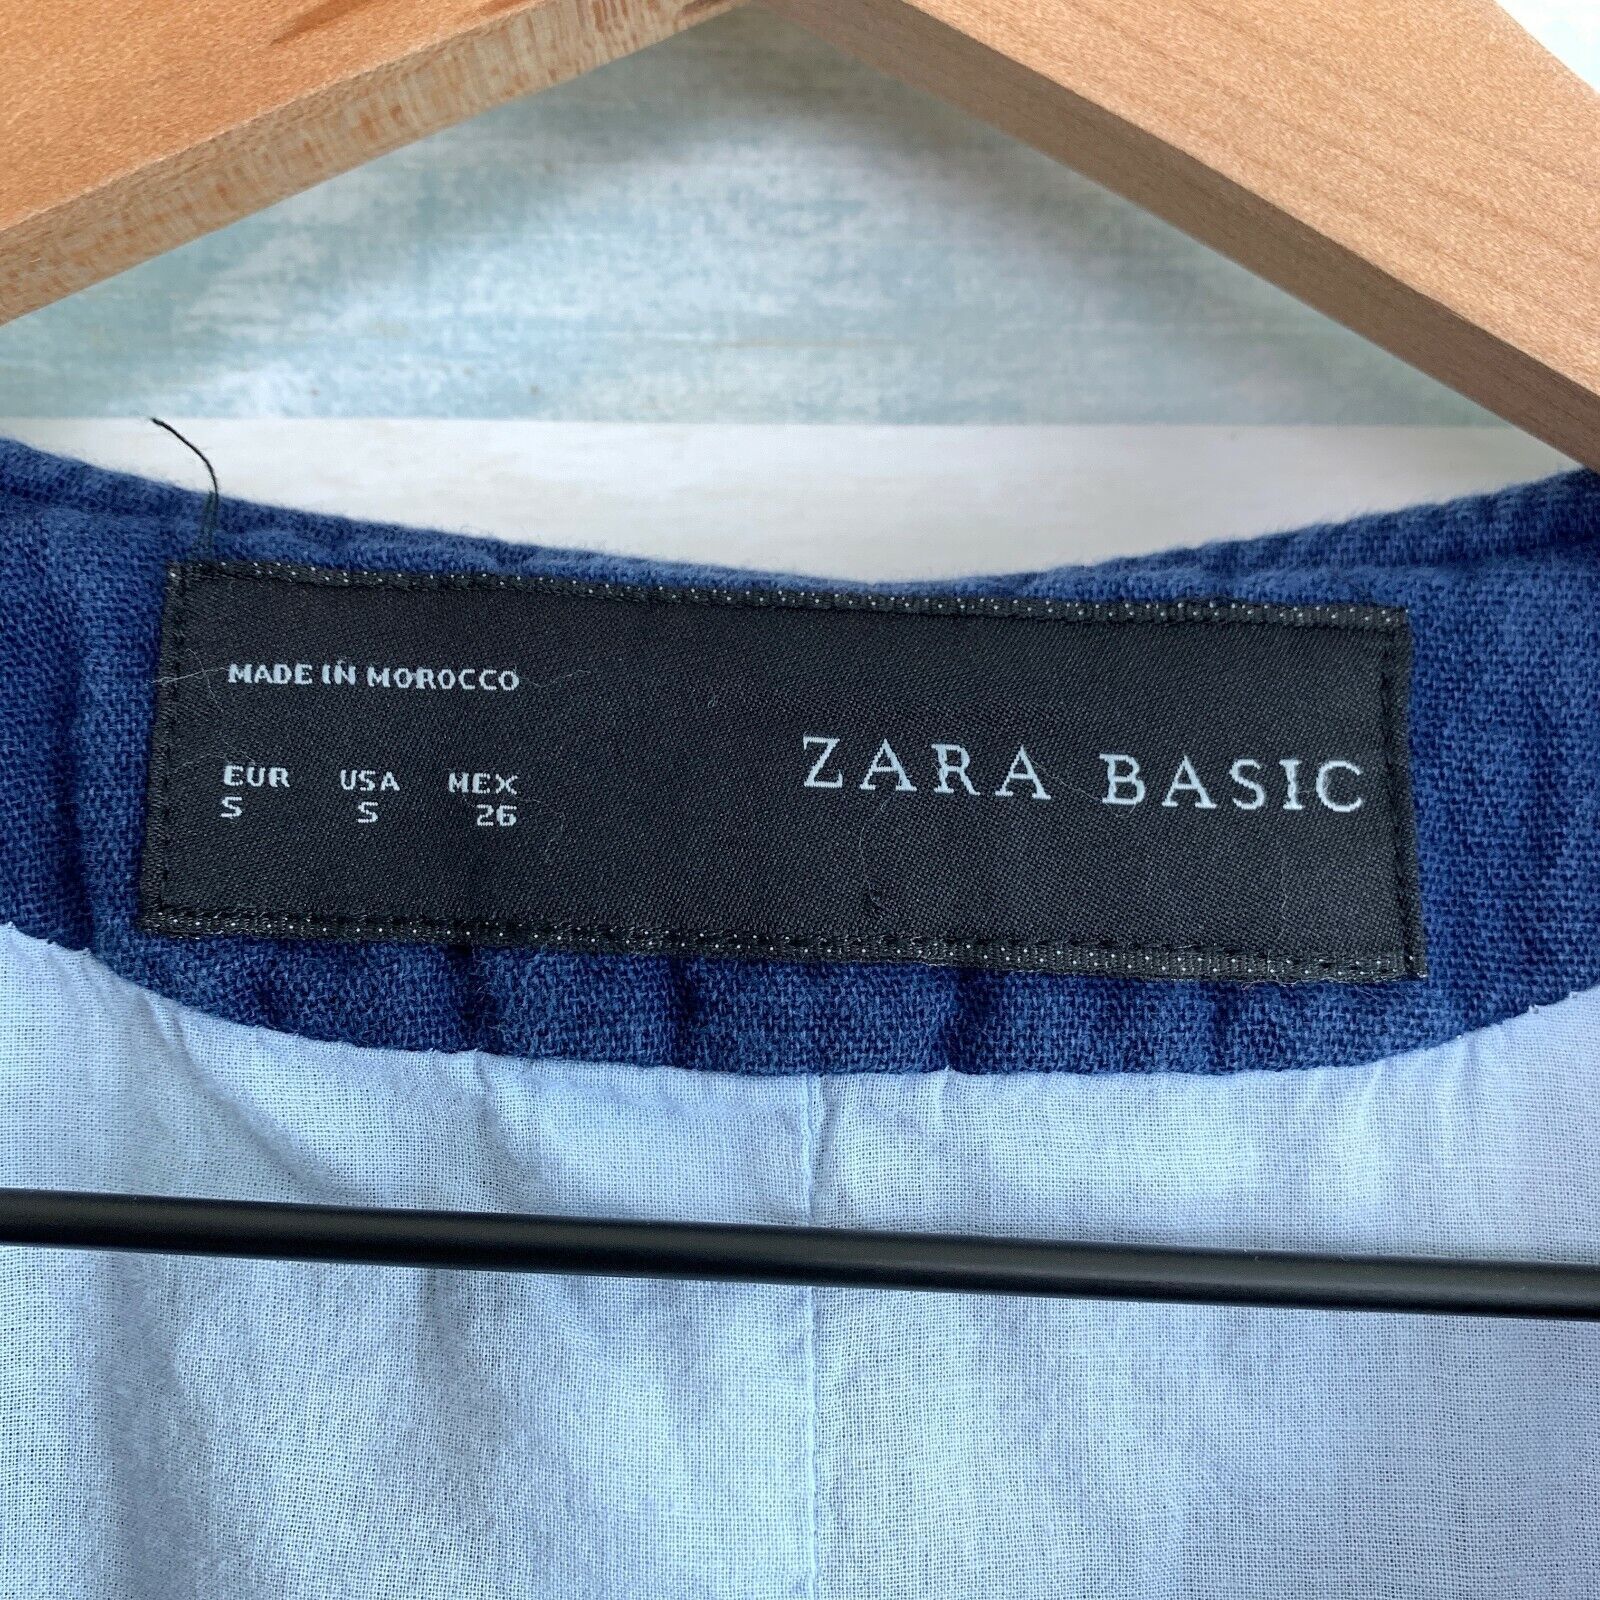 MADE IN MOROCCO
EUR USA MEX
S S 26
ZARA BASIC